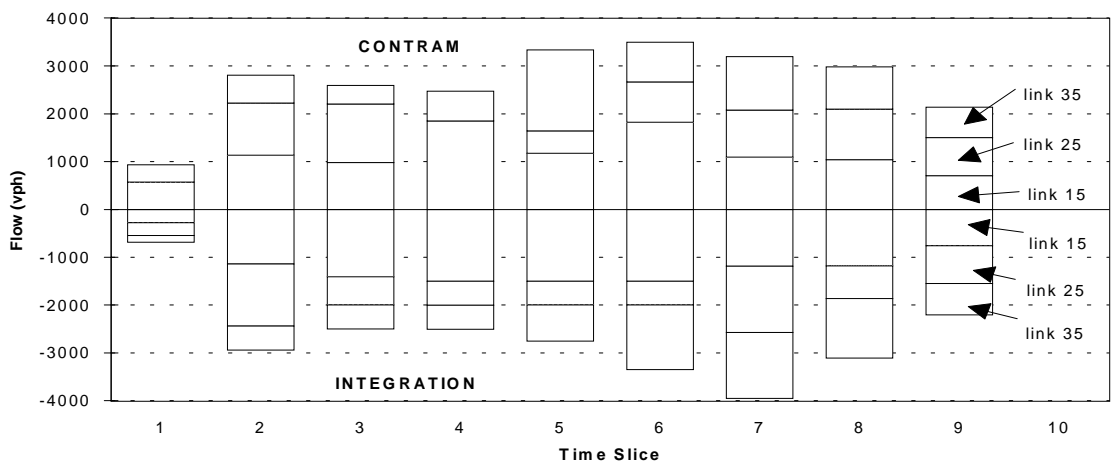 4000
CONTRAM
3000
link 35
2000
link 25
1000
link 15
0
link 15
-1000
link 25
-2000
link 35
-3000
INTEGRATION
-4000
1 2 3 4 5 6 7 8 9 10
Time Slice
Flow (vph)